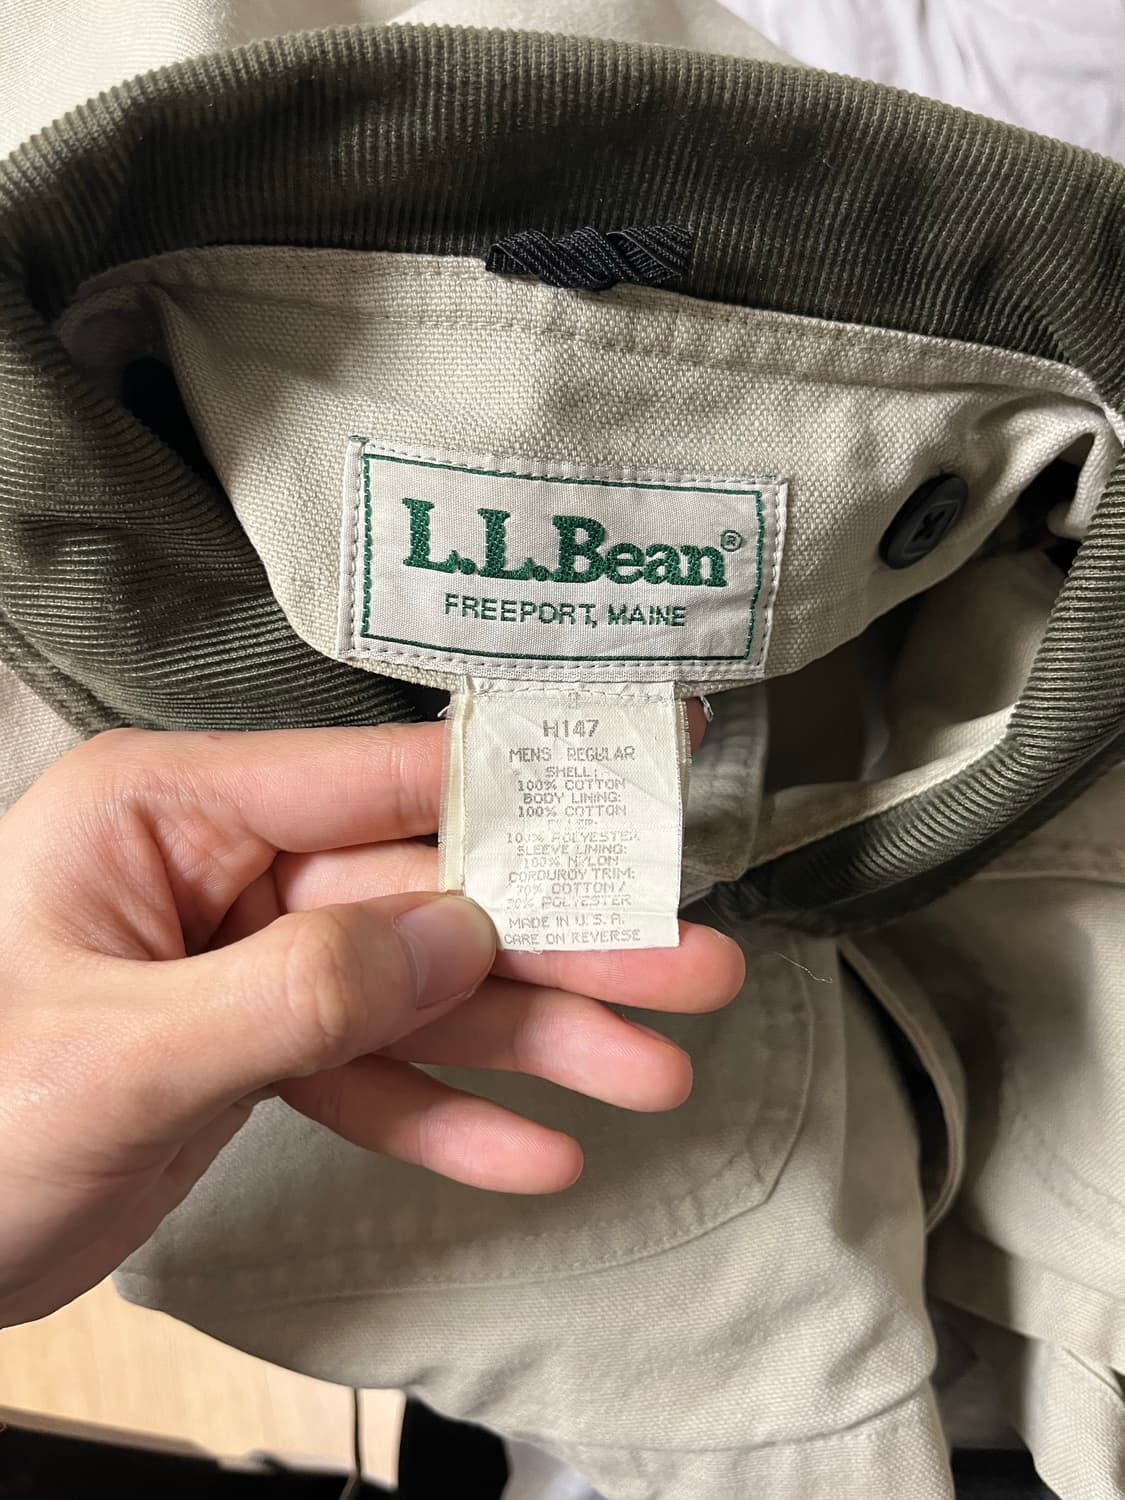 L.L.Bean®
FREEPORT, MAINE
H147
MENS REGULAR
SHELL:
100% COTTON
BODY LINING:
100% COTTON
100% POLYESTER
SLEEVE LINING:
100% NYLON
CORDUROY TRIM:
70% COTTON/
30% POLYESTER
MADE IN U.S.A.
CARE ON REVERSE